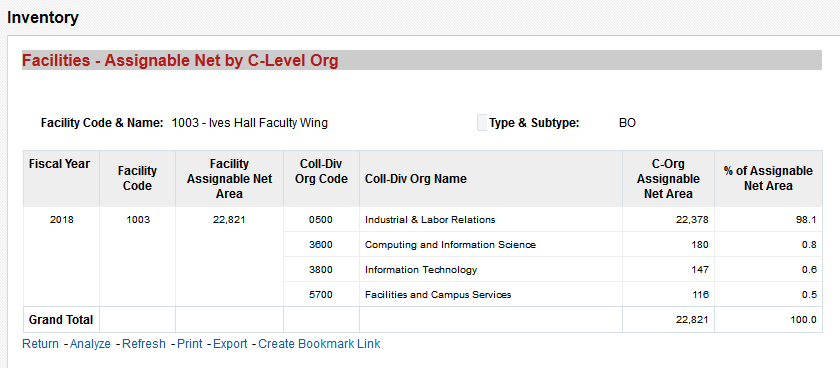 Inventory
Facilities - Assignable Net by C-Level Org
Facility Code & Name: 1003 - Ives Hall Faculty Wing Type & Subtype: BO
Fiscal Year Facility Code Facility Assignable Net Area Coll-Div Org Code Coll-Div Org Name C-Org Assignable Net Area % of Assignable Net Area
2018 1003 22,821 0500 Industrial & Labor Relations 22,378 98.1
3600 Computing and Information Science 180 0.8
3800 Information Technology 147 0.6
5700 Facilities and Campus Services 116 0.5
Grand Total 22,821 100.0
Return - Analyze - Refresh - Print - Export - Create Bookmark Link